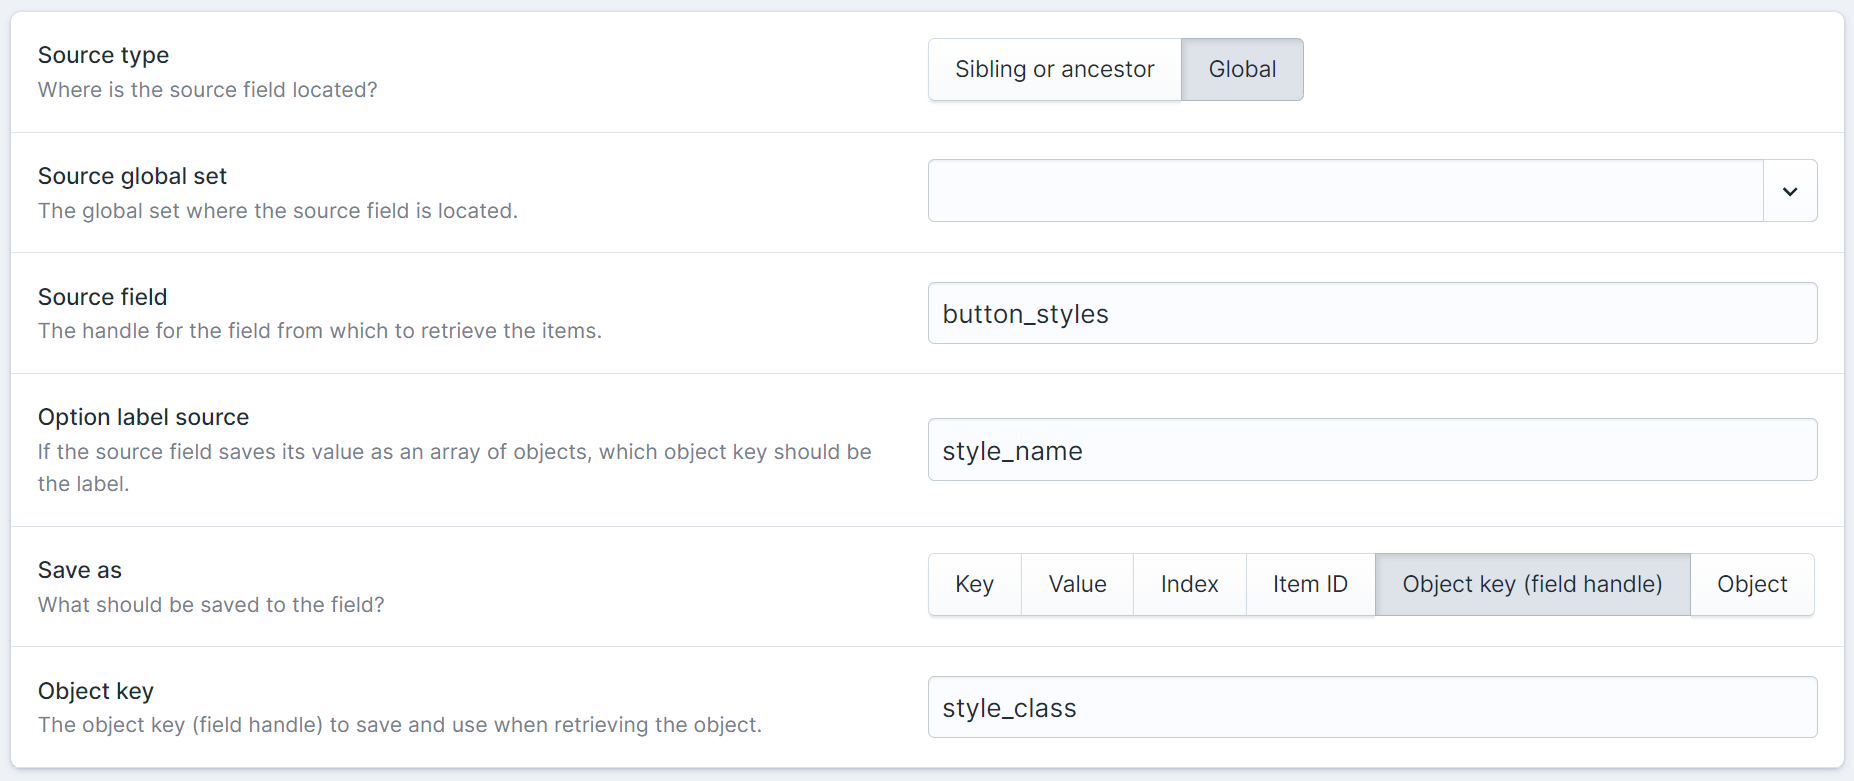 Source type
Where is the source field located?
Sibling or ancestor Global
Source global set
The global set where the source field is located.
Source field
The handle for the field from which to retrieve the items.
button_styles
Option label source
If the source field saves its value as an array of objects, which object key should be
the label.
style_name
Save as
What should be saved to the field?
Key Value Index Item ID Object key (field handle) Object
Object key
The object key (field handle) to save and use when retrieving the object.
style_class